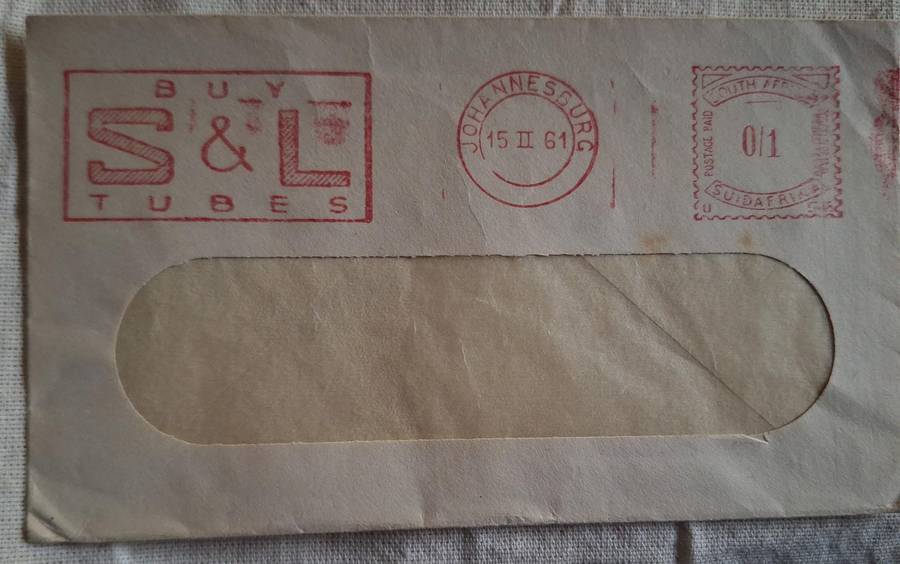 BUY
S & L
TUBES
JOHANNESBURG
15 II 61
SOUTH AFRICA
POSTAGE PAID
0/1
SUIDAFRIKA
U